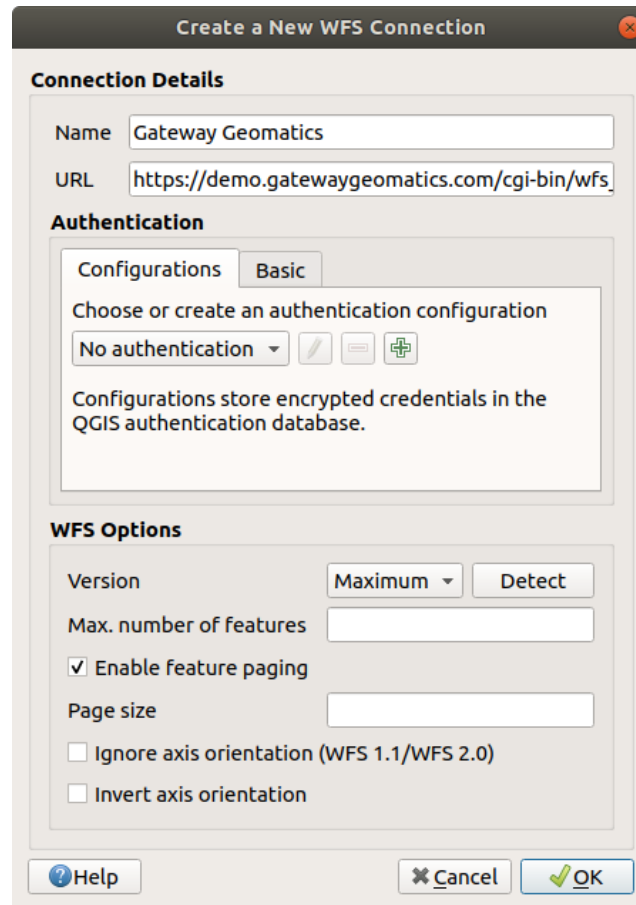 Create a New WFS Connection
Connection Details
Name Gateway Geomatics
URL https://demo.gatewaygeomatics.com/cgi-bin/wfs_
Authentication
Configurations Basic
Choose or create an authentication configuration
No authentication
Configurations store encrypted credentials in the
QGIS authentication database.
WFS Options
Version Maximum Detect
Max. number of features
Enable feature paging
Page size
Ignore axis orientation (WFS 1.1/WFS 2.0)
Invert axis orientation
Help Cancel OK